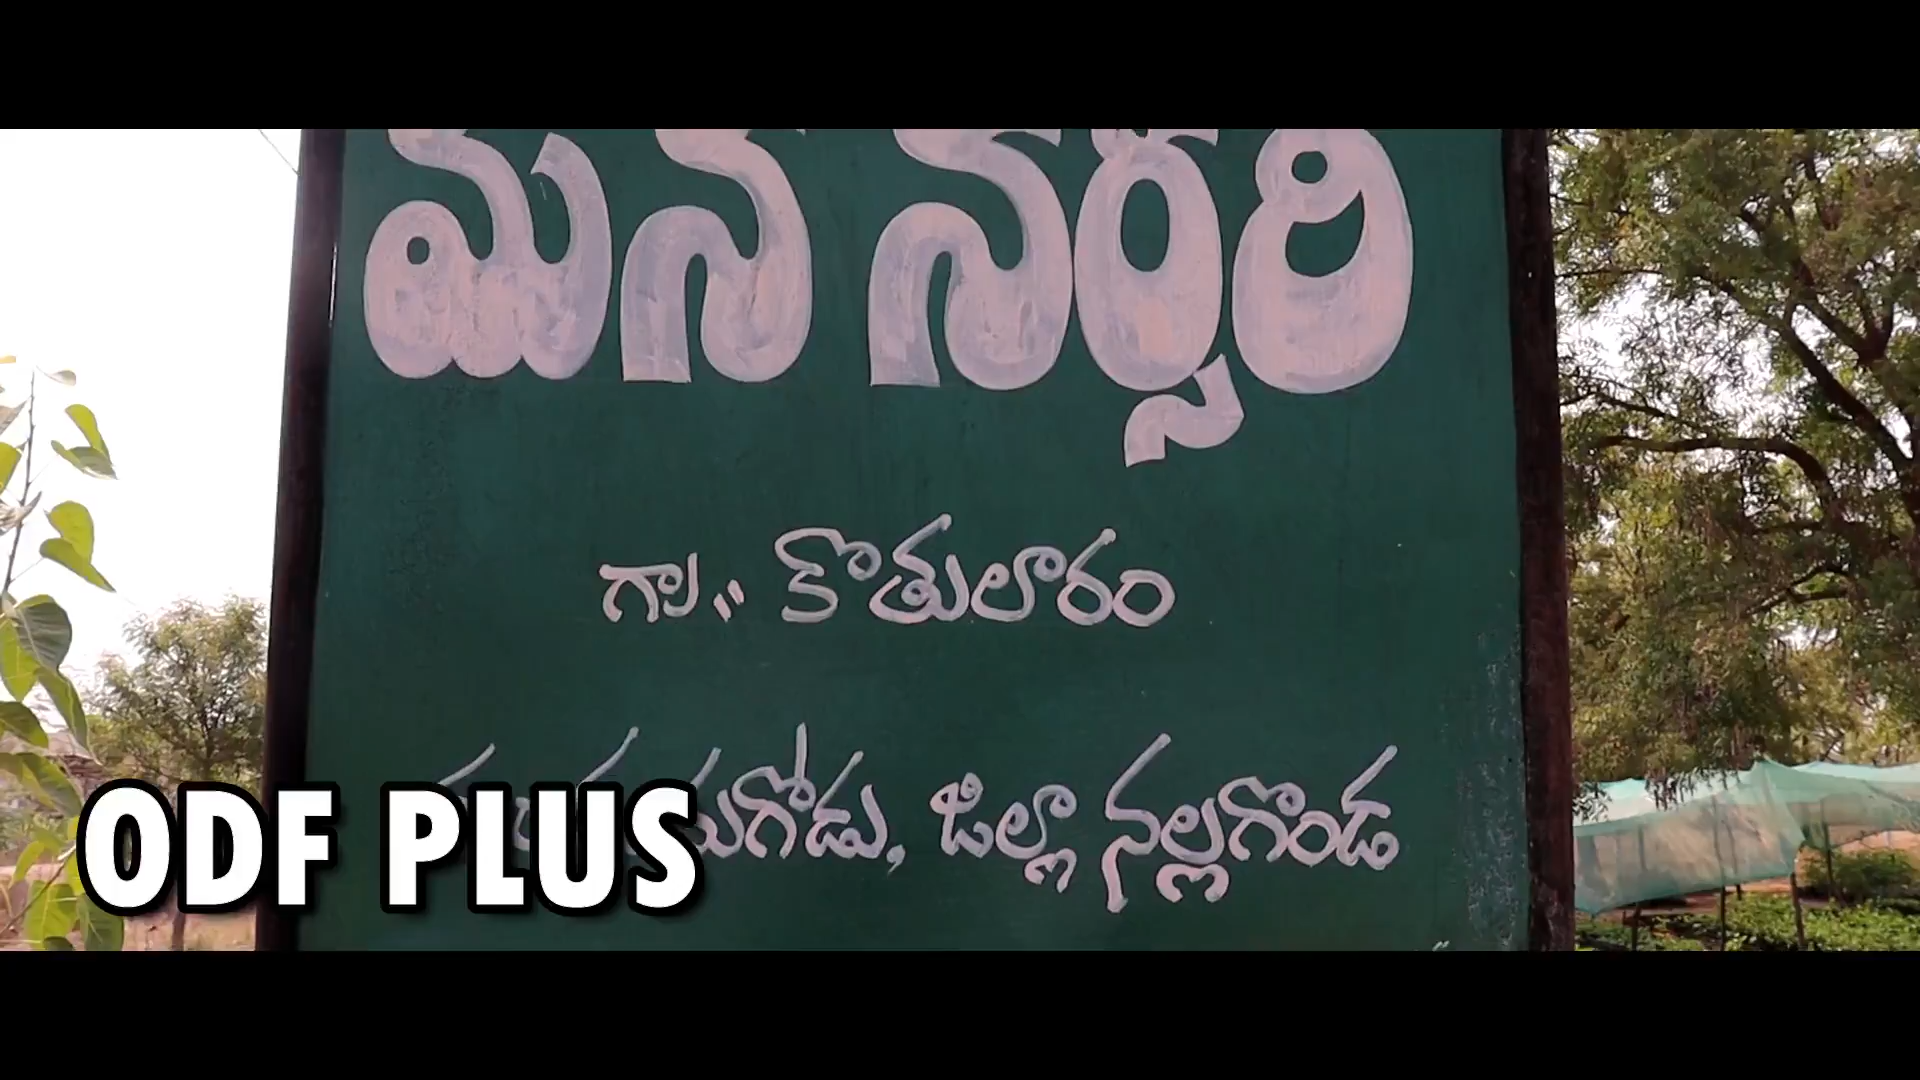 మన నర్సరి
గ్రా,, కొతులారం
జిల్లా నల్లగొండ
ODF PLUS